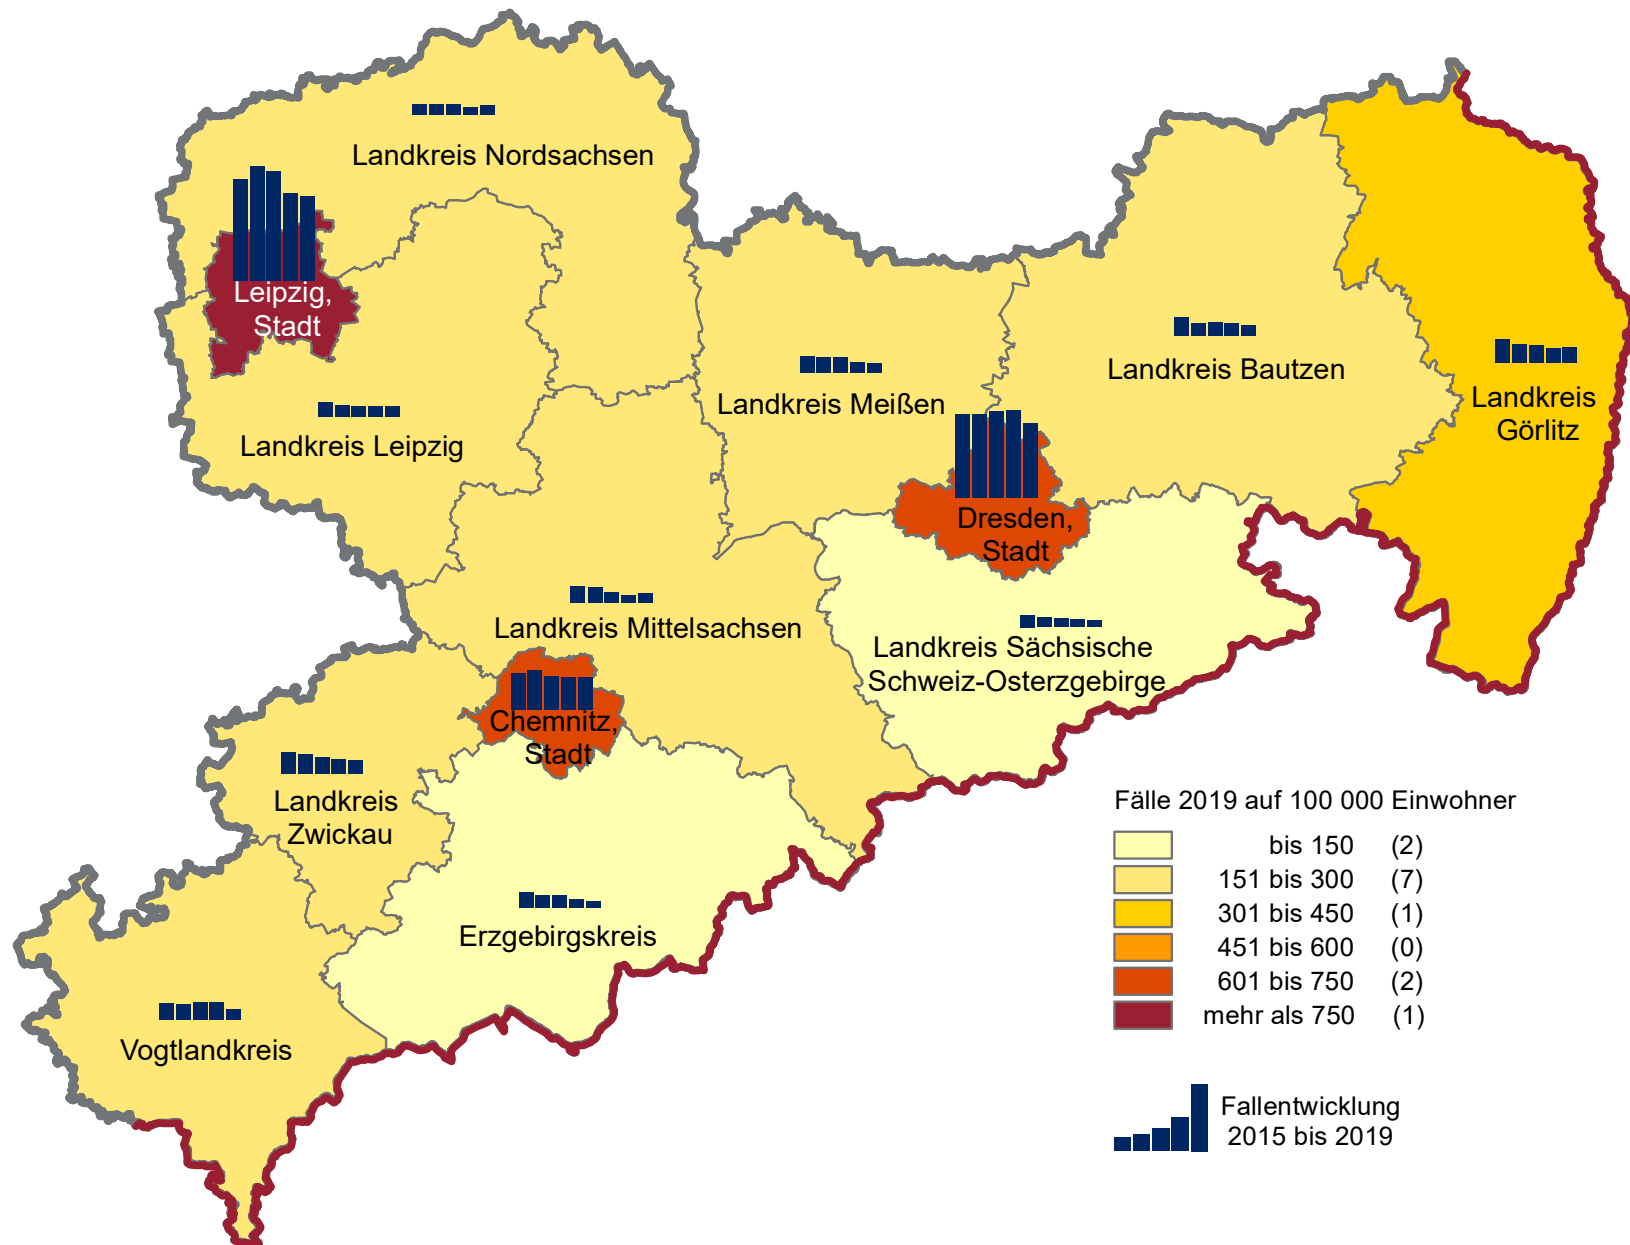 Landkreis Nordsachsen
Leipzig,
Stadt
Landkreis Leipzig
Landkreis Meißen
Landkreis Bautzen
Landkreis
Görlitz
Dresden,
Stadt
Landkreis Mittelsachsen
Landkreis Sächsische
Schweiz-Osterzgebirge
Chemnitz,
Stadt
Landkreis
Zwickau
Erzgebirgskreis
Vogtlandkreis
Fälle 2019 auf 100 000 Einwohner
bis 150 (2)
151 bis 300 (7)
301 bis 450 (1)
451 bis 600 (0)
601 bis 750 (2)
mehr als 750 (1)
Fallentwicklung
2015 bis 2019